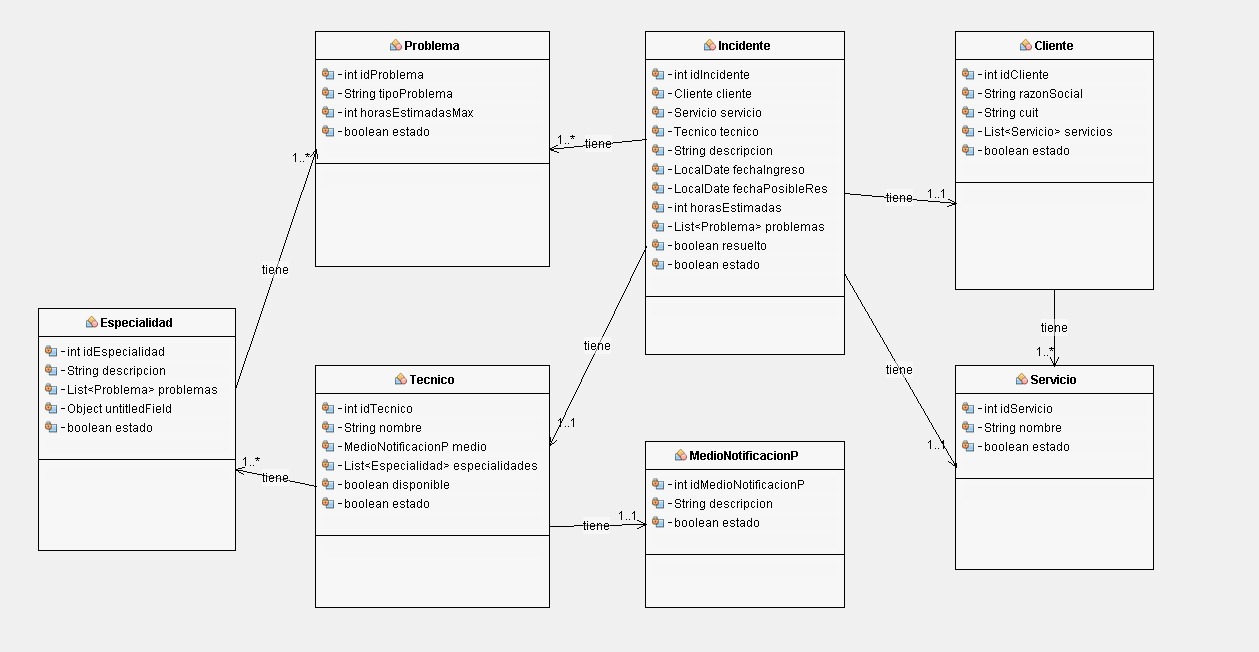 Problema
- int idProblema
- String tipoProblema
- int horasEstimadasMax
- boolean estado
Incidente
- int idIncidente
- Cliente cliente
- Servicio servicio
- Tecnico tecnico
- String descripcion
- LocalDate fechaIngreso
- LocalDate fechaPosibleRes
- int horasEstimadas
- List<Problema> problemas
- boolean resuelto
- boolean estado
Cliente
- int idCliente
- String razonSocial
- String cuit
- List<Servicio> servicios
- boolean estado
1..*
tiene
1..*
tiene
1..1
tiene
Especialidad
- int idEspecialidad
- String descripcion
- List<Problema> problemas
- Object untitledField
- boolean estado
tiene
1..1
tiene
1..1
tiene
1..*
Tecnico
- int idTecnico
- String nombre
- MedioNotificacionP medio
- List<Especialidad> especialidades
- boolean disponible
- boolean estado
Servicio
- int idServicio
- String nombre
- boolean estado
1..*
tiene
tiene
1..1
MedioNotificacionP
- int idMedioNotificacionP
- String descripcion
- boolean estado